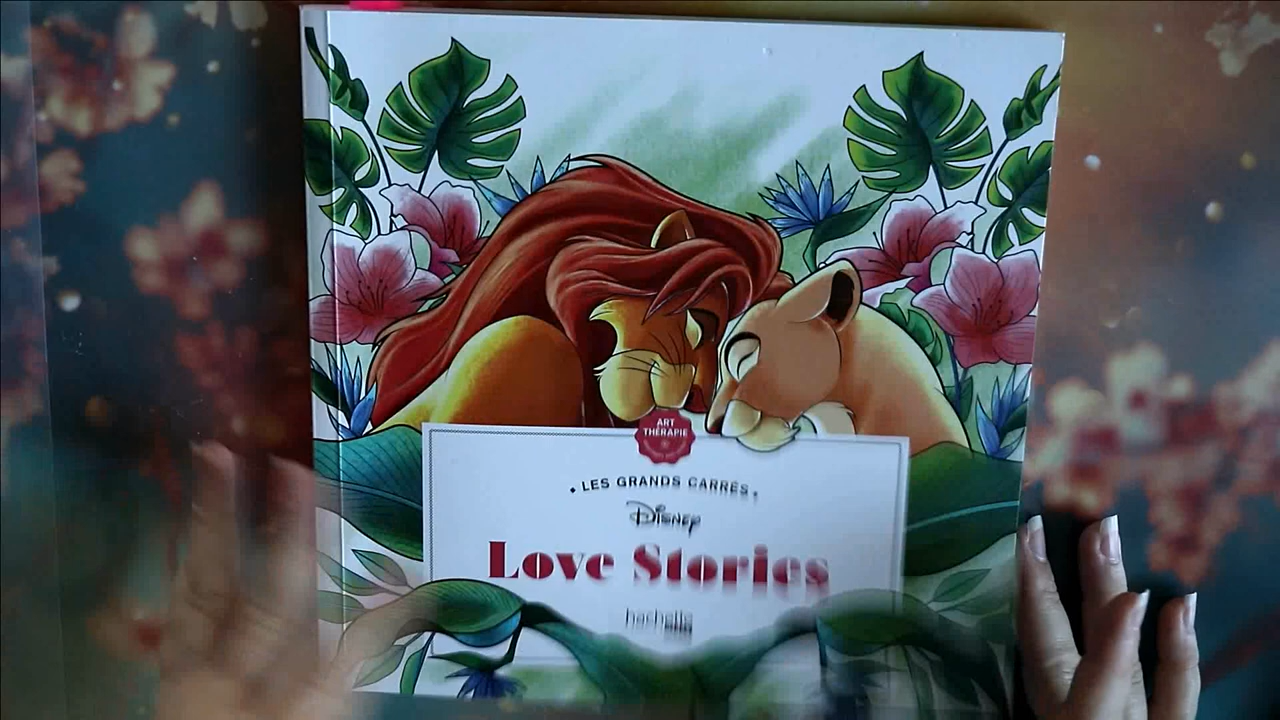 ART
THÉRAPIE
• LES GRANDS CARRÉS •
Disney
Love Stories
hachette